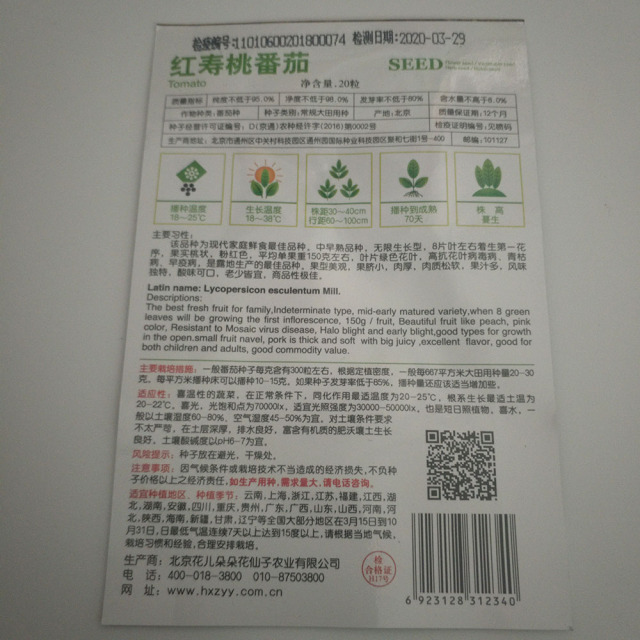 检疫编号:11010600201800074 检测日期:2020-03-29
红寿桃番茄
Tomato
净含量:20粒
SEED
质量指标 纯度不低于95.0% 净度不低于98.0% 发芽率不低于80% 含水量不高于8.0%
作物种类:番茄种 种子类别:常规大田用种 产地:北京 质量保证期:12个月
种子经营许可证编号:D(京通)农种经许字(2016)第0002号 检疫证明编号:见喷码
生产商地址:北京市通州区中关村科技园区通州园国际种业科技园区聚和七街1号-400 邮编:101127
播种温度
18~25℃
生长温度
18~38℃
株距30~40cm
行距60~100cm
播种到成熟
70天
株高
蔓生
主要习性:
该品种为现代家庭鲜食最佳品种,中早熟品种,无限生长型,8片叶左右着生第一花
序,果实桃状,粉红色,平均单果重150克左右,叶片绿色花叶,高抗花叶病毒病、青枯
病、早疫病,是露地生产的最佳品种,果型美观,果脐小,肉厚,肉质松软,果汁多,风味
独特,酸味可口,老少皆宜,商品性极佳。
Latin name: Lycopersicon esculentum Mill.
Descriptions:
The best fresh fruit for family,Indeterminate type, mid-early matured variety,when 8 green
leaves will be growing the first inflorescence, 150g / fruit, Beautiful fruit like peach, pink
color, Resistant to Mosaic virus disease, Halo blight and early blight,good types for growth
in the open.small fruit navel, pork is thick and soft with big juicy ,excellent flavor, good for
both children and adults, good commodity value.
主要栽培措施:一般番茄种子每克含有300粒左右,根据定植密度,一般每667平方米大田用种量20-30
克。每平方米播种床可以播种10-15克。如果种子发芽率低于85%,播种量还应该适当增加些。
适应性:喜温性的蔬菜,在正常条件下,同化作用最适温度为20-25℃,根系生长最适土温为
20-22℃。喜光,光饱和点为70000lx,适宜光照强度为30000-50000lx,也是短日照植物,喜水,一
般以土壤湿度60-80%、空气湿度45-50%为宜。对土壤条件要求
不太严苛,在土层深厚,排水良好,富含有机质的肥沃壤土生长
良好,土壤酸碱度以pH6-7为宜。
风险提示:种子放在避光,干燥处。
注意事项:因气候条件或栽培技术不当造成的经济损失,不负种
子价格以上之经济责任,如生产用种,需求量大,请电话咨询。
适宜种植地区、种植季节:云南,上海,浙江,江苏,福建,江西,湖
北,湖南,安徽,四川,重庆,贵州,广东,广西,山东,山西,河南,河
北,陕西,海南,新疆,甘肃,辽宁等全国大部分地区在3月15日到10
月31日,日最低气温连续7天以上达到15度以上,请根据当地气候,
栽培习惯和经验,合理安排栽培。
生产商:北京花儿朵朵花仙子农业有限公司
电话:400-018-3800 010-87503800
网址:www.hxzyy.com.cn
检
合格证
H17号
6 923128 312340